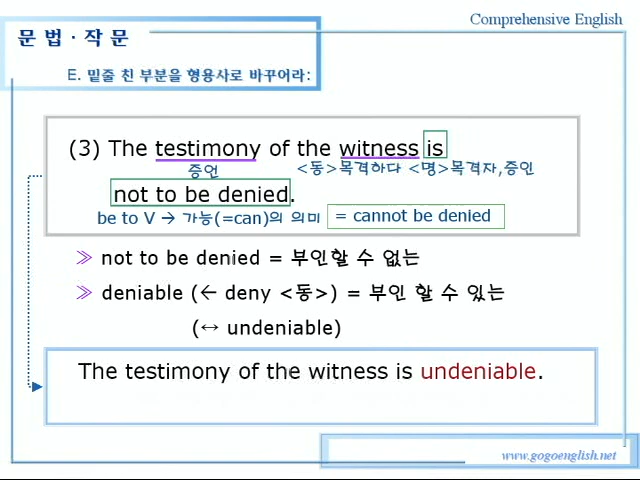 Comprehensive English
문법·작문
E. 밑줄 친 부분을 형용사로 바꾸어라:
(3) The testimony of the witness is
증언 <동>목격하다 <명>목격자,증인
not to be denied.
be to V → 가능(=can)의 의미 = cannot be denied
≫ not to be denied = 부인할 수 없는
≫ deniable (← deny <동>) = 부인 할 수 있는
(↔ undeniable)
The testimony of the witness is undeniable.
www.gogoenglish.net